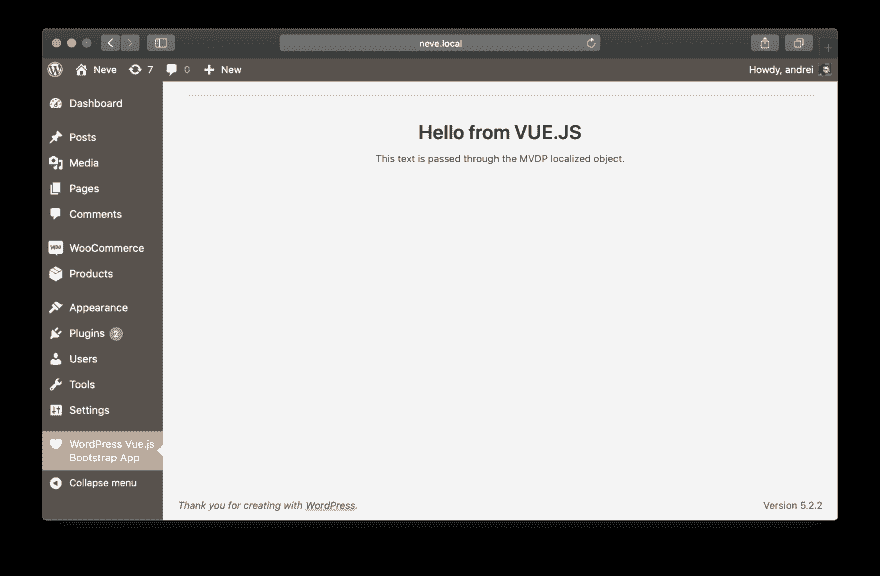 neve.local
Neve 7 0 New Howdy, andrei
Dashboard
Posts
Media
Pages
Comments
WooCommerce
Products
Appearance
Plugins 2
Users
Tools
Settings
WordPress Vue.js
Bootstrap App
Collapse menu
Hello from VUE.JS
This text is passed through the MVDP localized object.
Thank you for creating with WordPress. Version 5.2.2